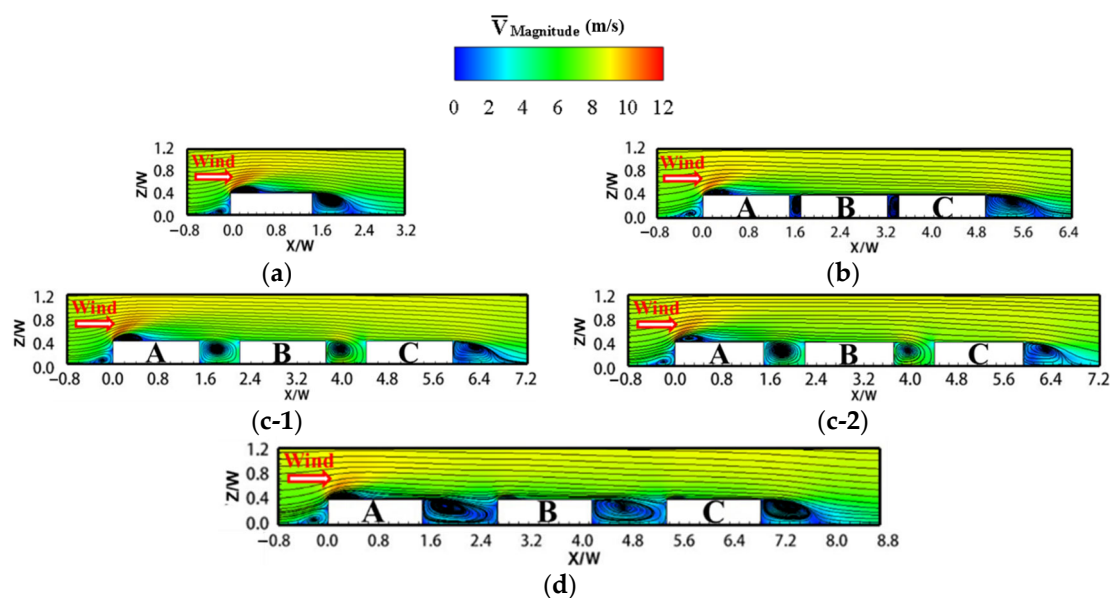 V̅ Magnitude (m/s)
0 2 4 6 8 10 12
Wind
Z/W
1.2
0.8
0.4
0.0
−0.8 0.0 0.8 1.6 2.4 3.2
X/W
(a)
Wind
A B C
Z/W
1.2
0.8
0.4
0.0
−0.8 0.0 0.8 1.6 2.4 3.2 4.0 4.8 5.6 6.4
X/W
(b)
Wind
A B C
Z/W
1.2
0.8
0.4
0.0
−0.8 0.0 0.8 1.6 2.4 3.2 4.0 4.8 5.6 6.4 7.2
X/W
(c-1)
Wind
A B C
Z/W
1.2
0.8
0.4
0.0
−0.8 0.0 0.8 1.6 2.4 3.2 4.0 4.8 5.6 6.4 7.2
X/W
(c-2)
Wind
A B C
Z/W
1.2
0.8
0.4
0.0
−0.8 0.0 0.8 1.6 2.4 3.2 4.0 4.8 5.6 6.4 7.2 8.0 8.8
X/W
(d)